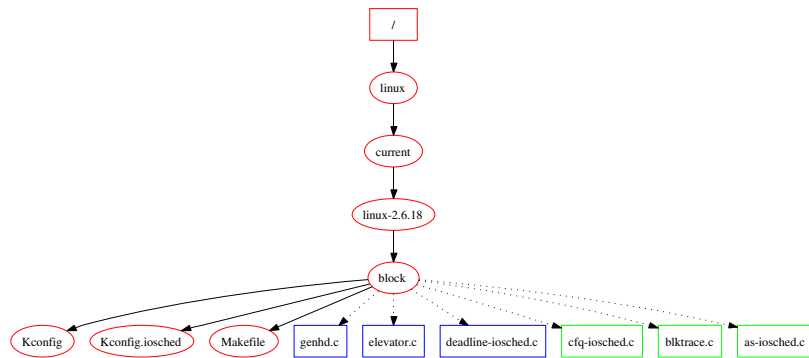 /
linux
current
linux-2.6.18
block
Kconfig
Kconfig.iosched
Makefile
genhd.c
elevator.c
deadline-iosched.c
cfq-iosched.c
blktrace.c
as-iosched.c